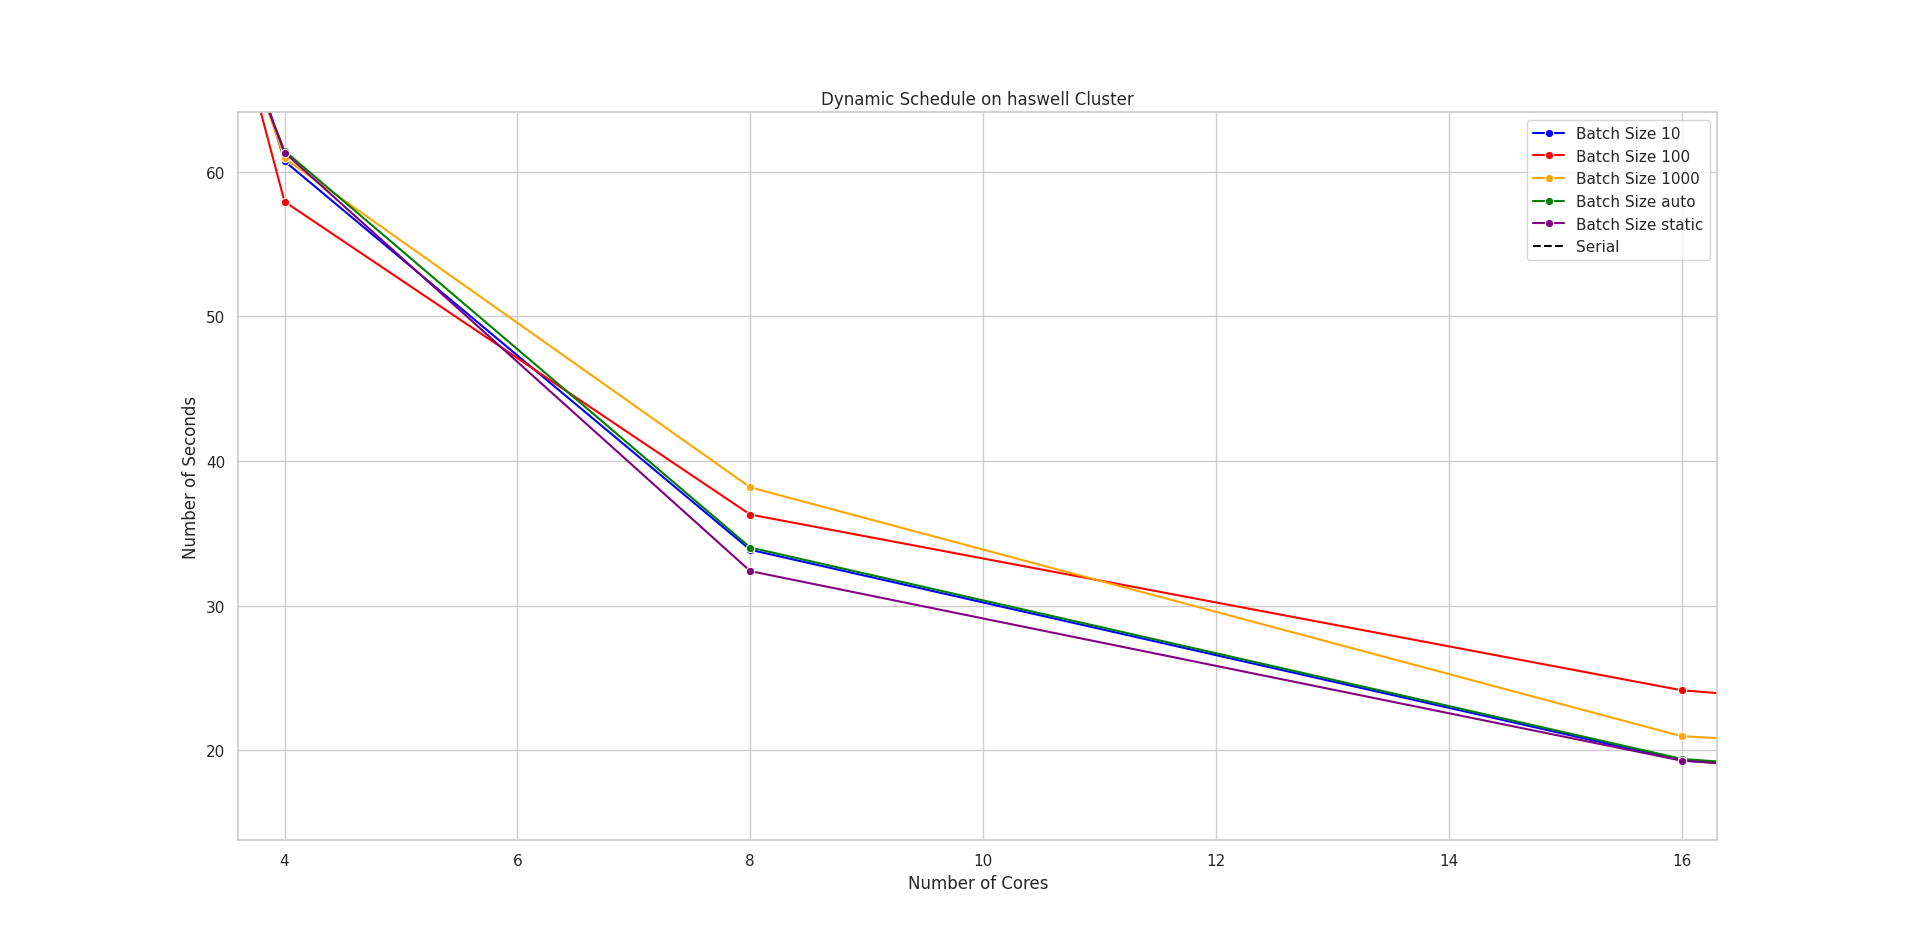 Dynamic Schedule on haswell Cluster
Batch Size 10
Batch Size 100
Batch Size 1000
Batch Size auto
Batch Size static
Serial
Number of Seconds
60
50
40
30
20
4 6 8 10 12 14 16
Number of Cores